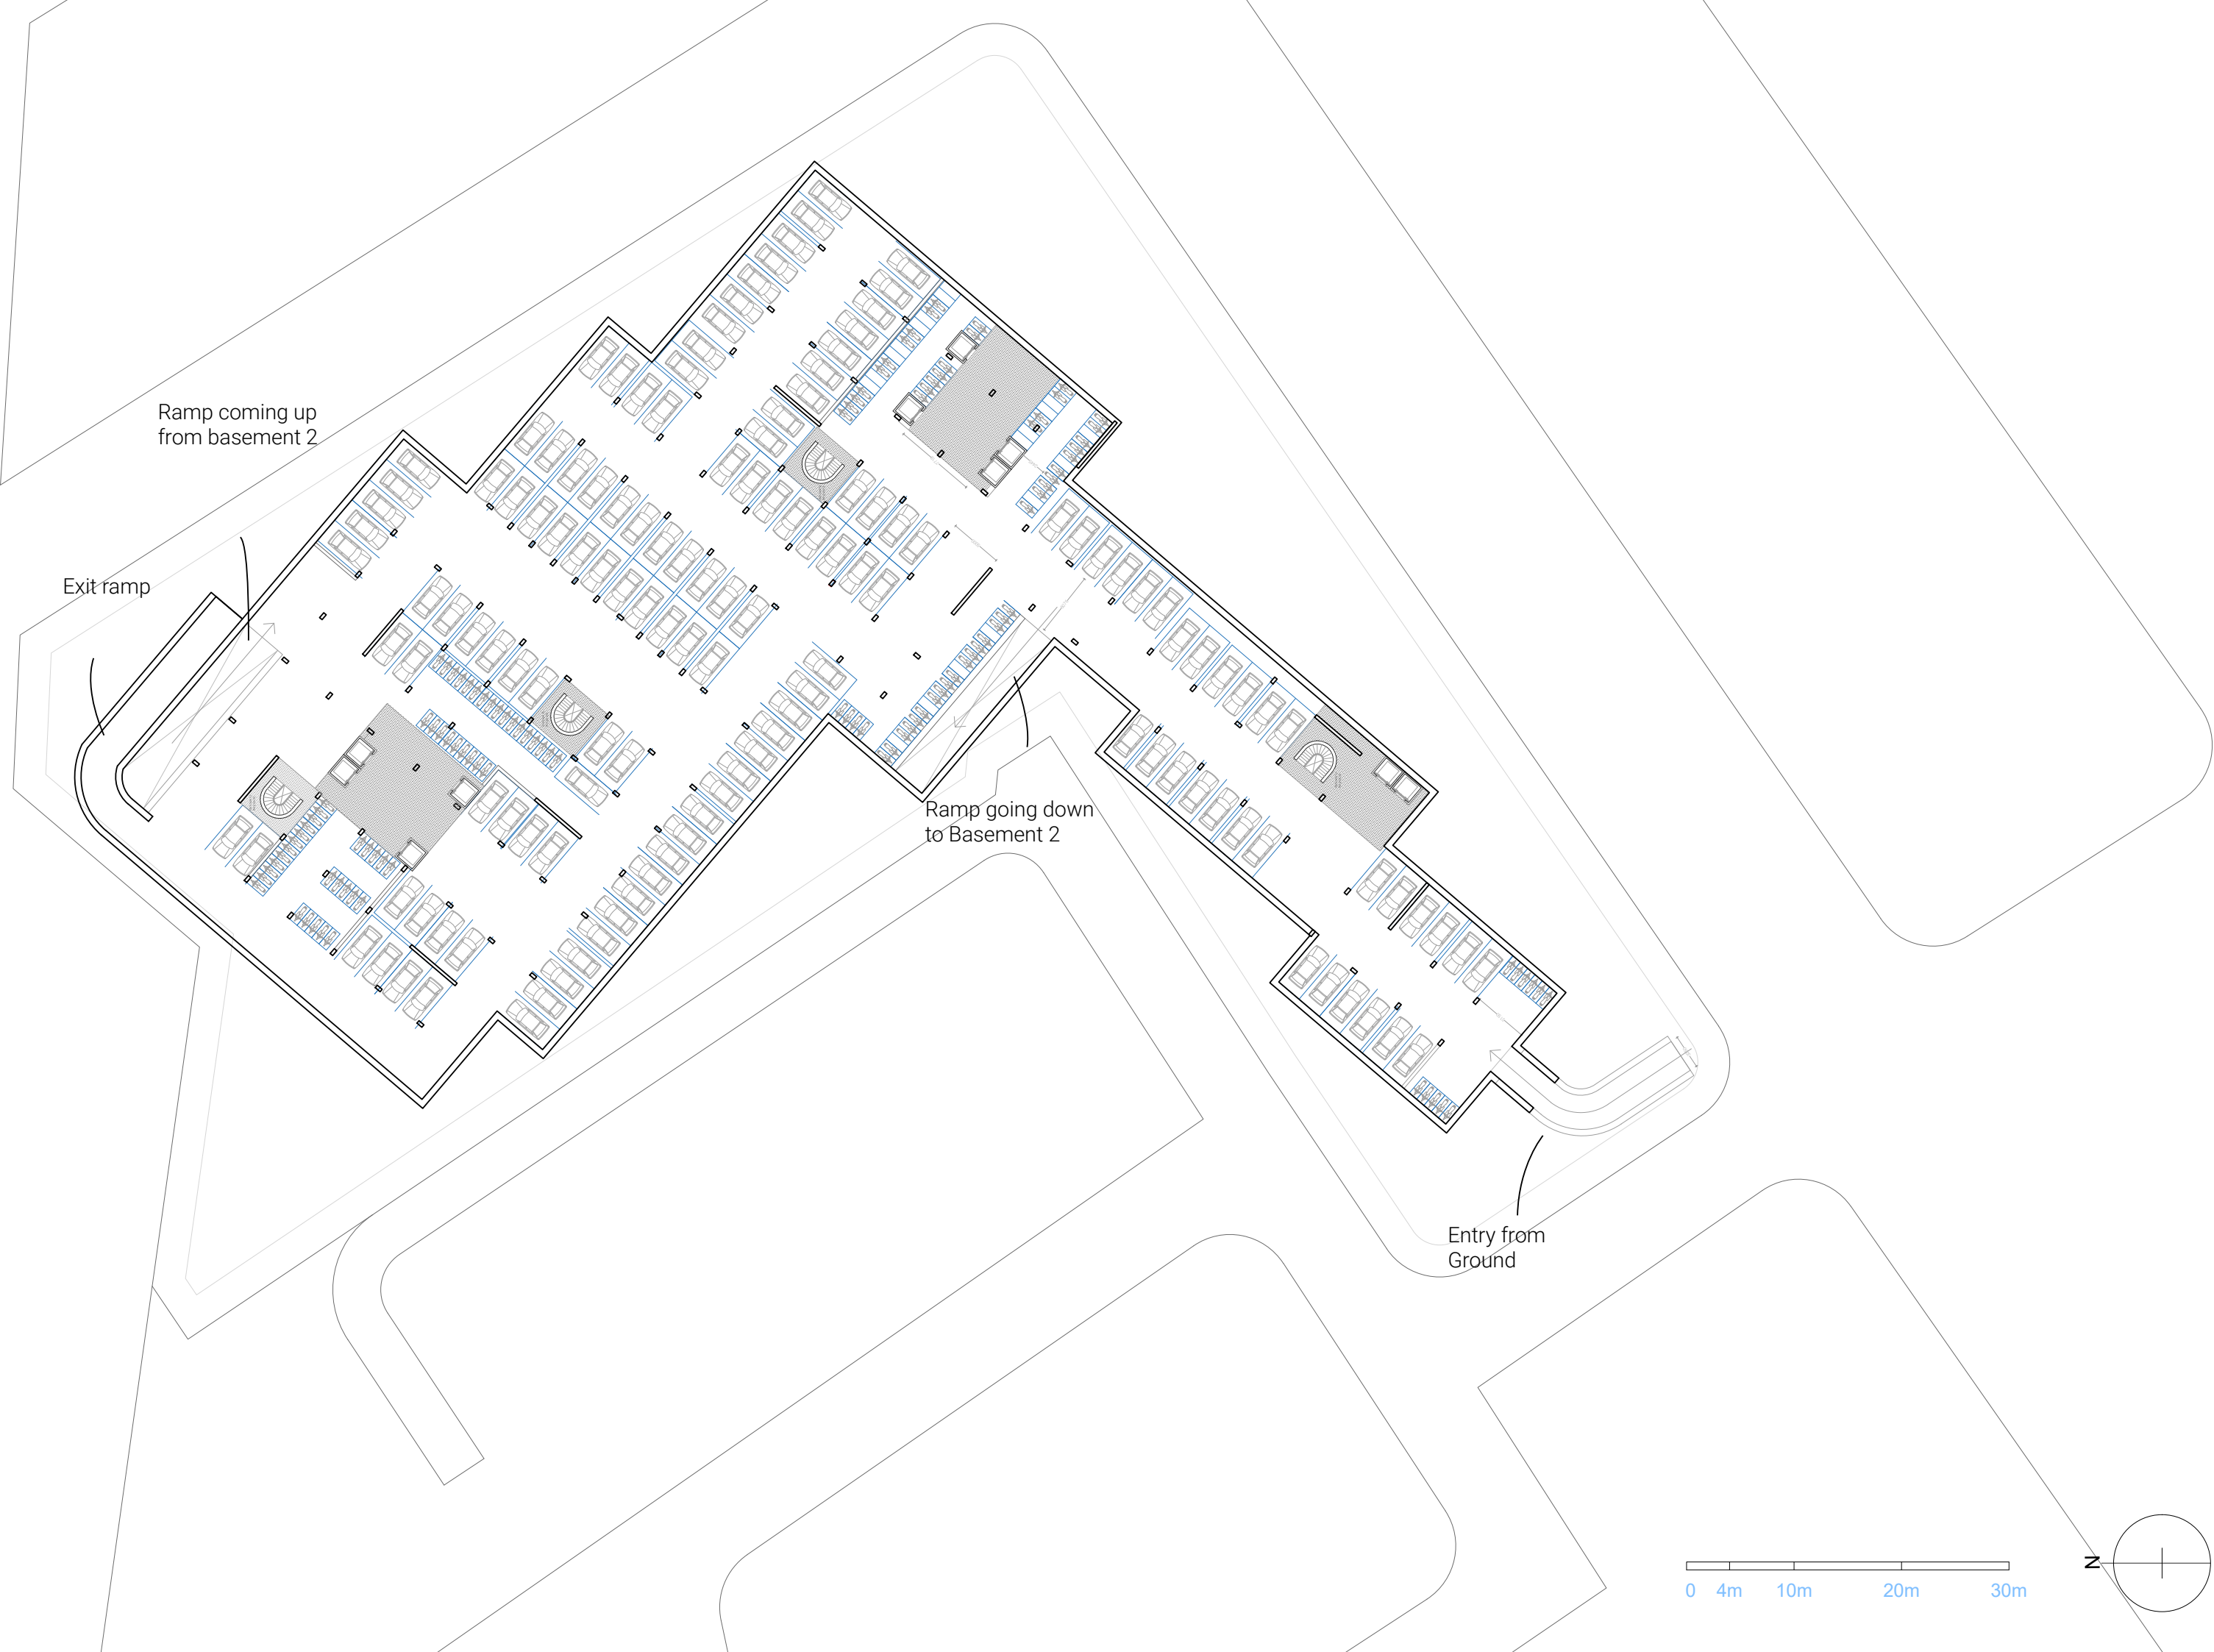 Ramp coming up
from basement 2
Exit ramp
Ramp going down
to Basement 2
Entry from
Ground
N
0 4m 10m 20m 30m